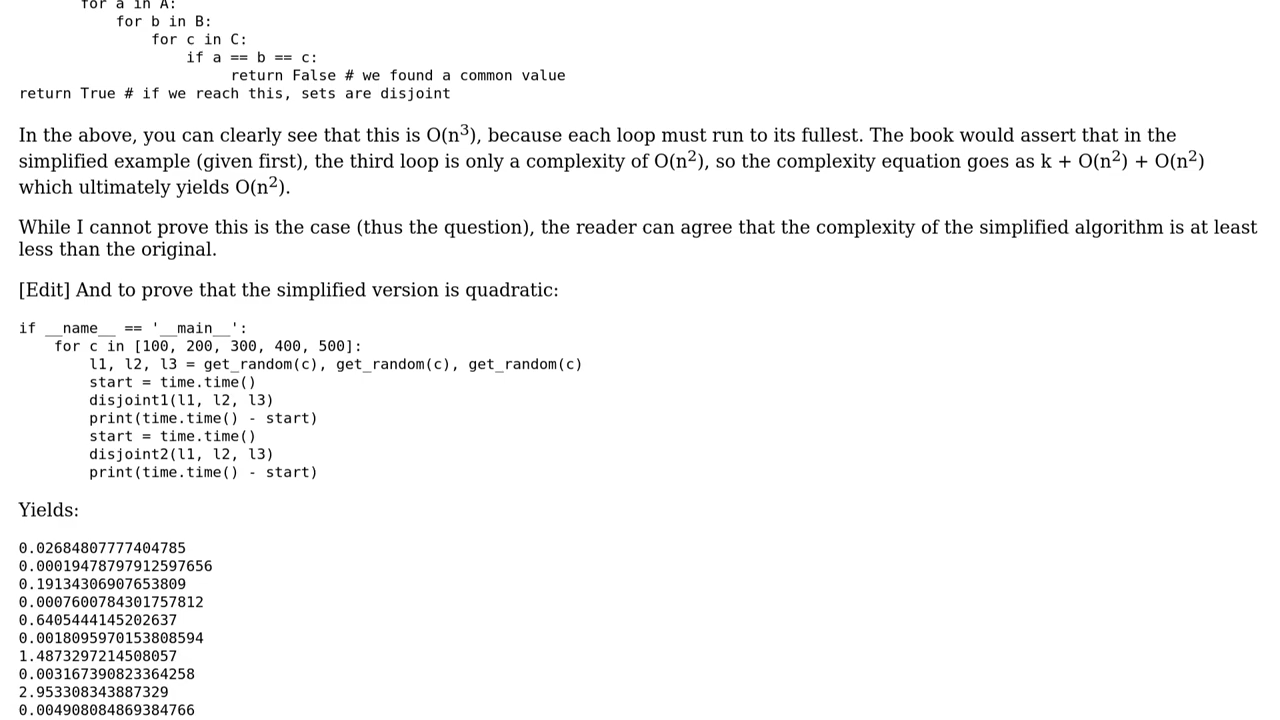 for a in A:
for b in B:
for c in C:
if a == b == c:
return False # we found a common value
return True # if we reach this, sets are disjoint
In the above, you can clearly see that this is O(n³), because each loop must run to its fullest. The book would assert that in the
simplified example (given first), the third loop is only a complexity of O(n²), so the complexity equation goes as k + O(n²) + O(n²)
which ultimately yields O(n²).
While I cannot prove this is the case (thus the question), the reader can agree that the complexity of the simplified algorithm is at least
less than the original.
[Edit] And to prove that the simplified version is quadratic:
if __name__ == '__main__':
for c in [100, 200, 300, 400, 500]:
l1, l2, l3 = get_random(c), get_random(c), get_random(c)
start = time.time()
disjoint1(l1, l2, l3)
print(time.time() - start)
start = time.time()
disjoint2(l1, l2, l3)
print(time.time() - start)
Yields:
0.02684807777404785
0.00019478797912597656
0.19134306907653809
0.0007600784301757812
0.6405444145202637
0.0018095970153808594
1.4873297214508057
0.003167390823364258
2.953308343887329
0.004908084869384766